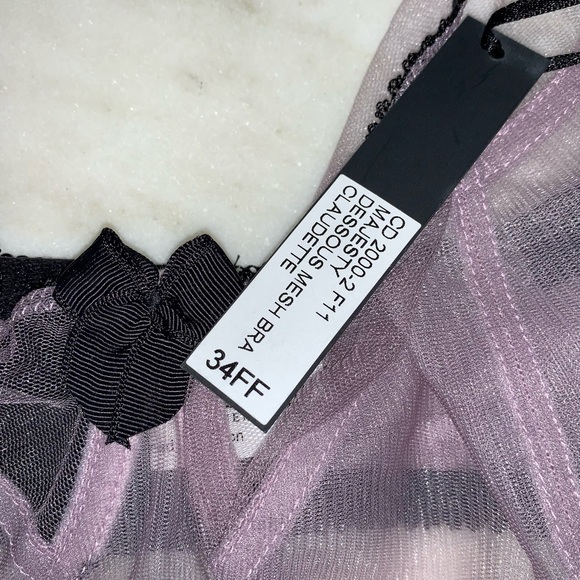 CD 2000-2 F11
MAJESTY
DESSOUS
CLAUDETTE MESH BRA
34FF